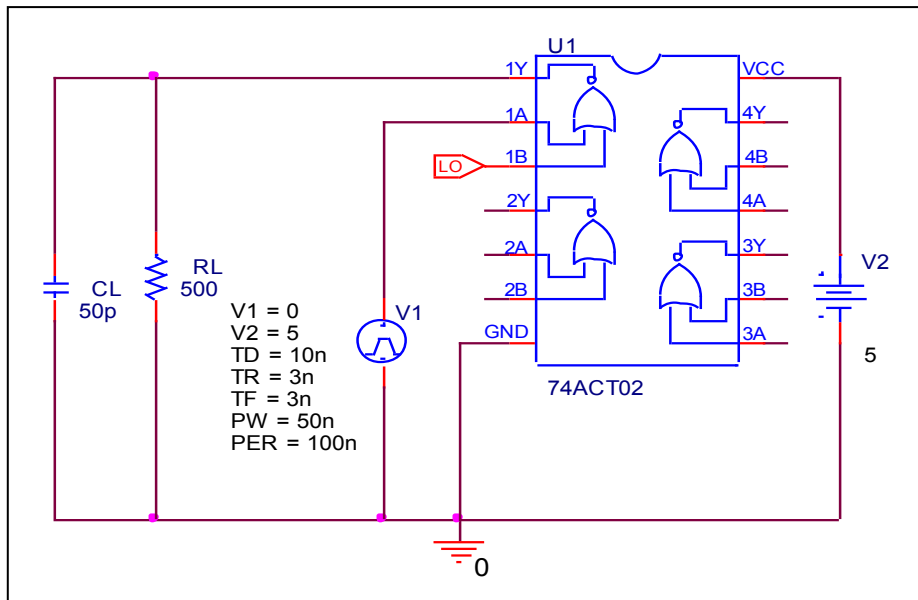 U1
1Y
1A
1B
2Y
2A
2B
GND
VCC
4Y
4B
4A
3Y
3B
3A
74ACT02
LO
CL
50p
RL
500
V1
V1 = 0
V2 = 5
TD = 10n
TR = 3n
TF = 3n
PW = 50n
PER = 100n
V2
5
0